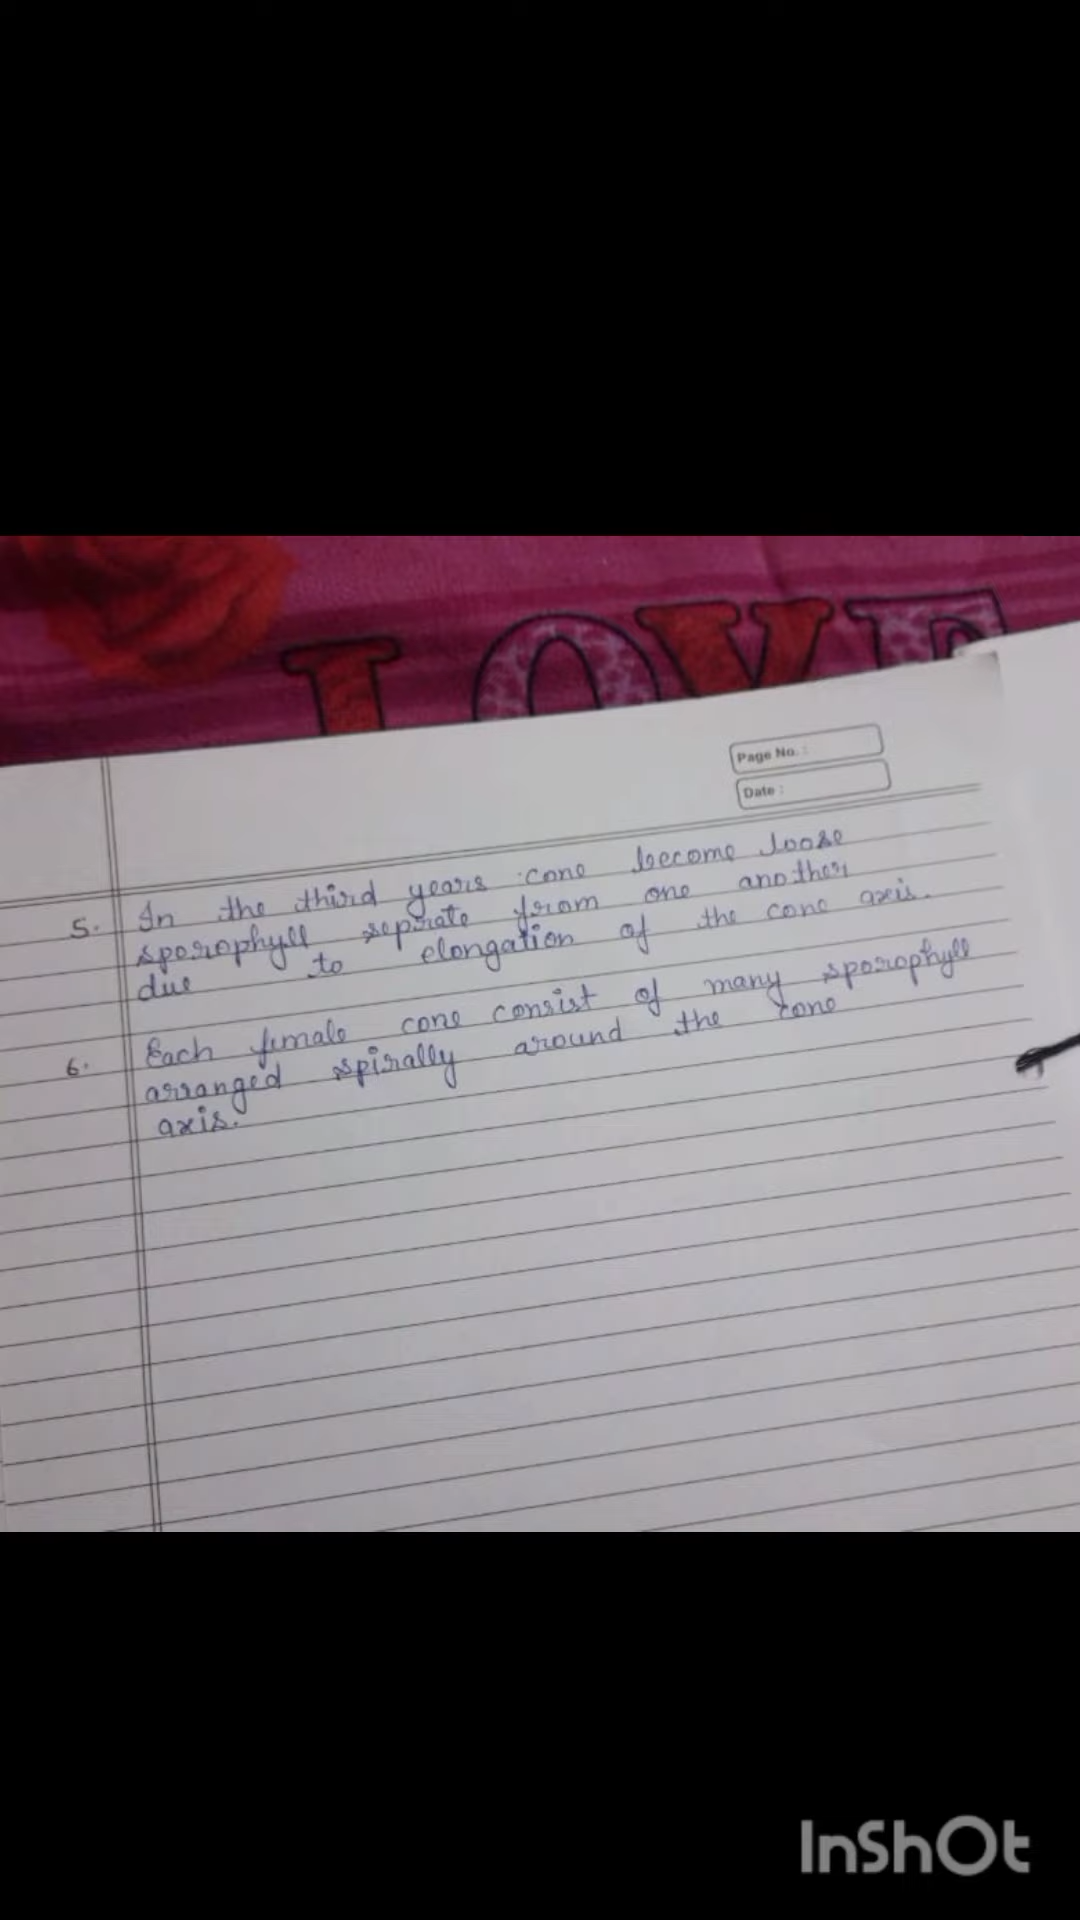 LOVE
Page No. :
Date :
5. In the third years cone become loose
sporophyll seprate from one another
due to elongation of the cone axis.
6. Each female cone consist of many sporophyll
arranged spirally around the cone
axis.
InShOt